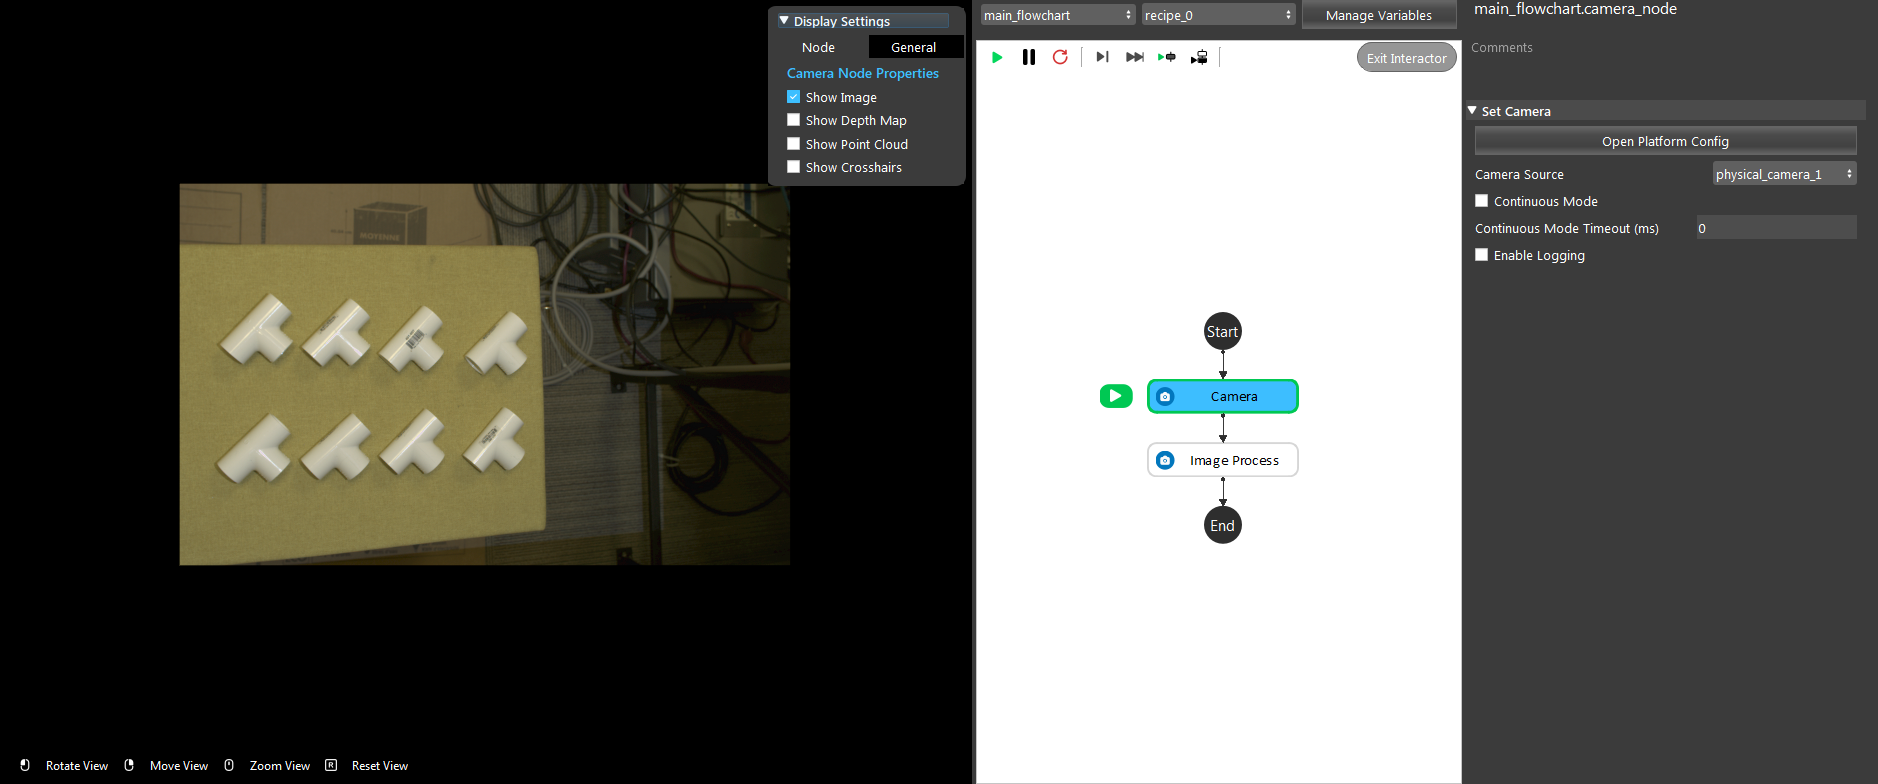 Display Settings
Node
General
Camera Node Properties
Show Image
Show Depth Map
Show Point Cloud
Show Crosshairs
MOYENNE
Rotate View
Move View
Zoom View
R
Reset View
main_flowchart
recipe_0
Manage Variables
Exit Interactor
Start
Camera
Image Process
End
main_flowchart.camera_node
Comments
Set Camera
Open Platform Config
Camera Source
physical_camera_1
Continuous Mode
Continuous Mode Timeout (ms)
0
Enable Logging